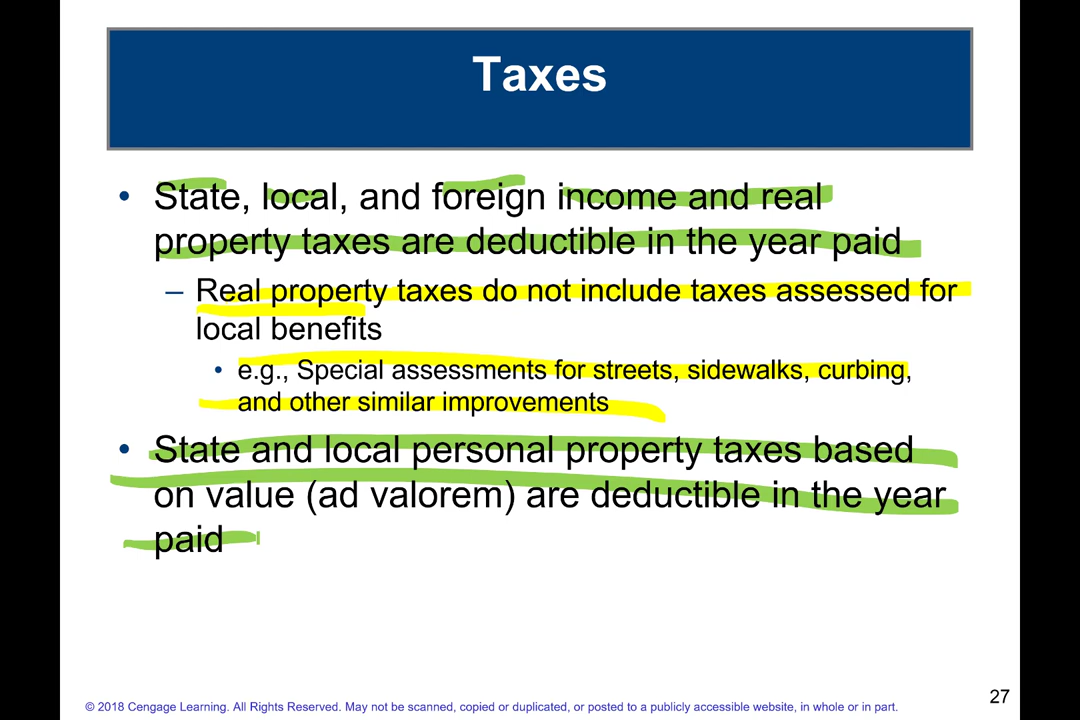 Taxes
• State, local, and foreign income and real
property taxes are deductible in the year paid
– Real property taxes do not include taxes assessed for
local benefits
• e.g., Special assessments for streets, sidewalks, curbing,
and other similar improvements
• State and local personal property taxes based
on value (ad valorem) are deductible in the year
paid
27
© 2018 Cengage Learning. All Rights Reserved. May not be scanned, copied or duplicated, or posted to a publicly accessible website, in whole or in part.